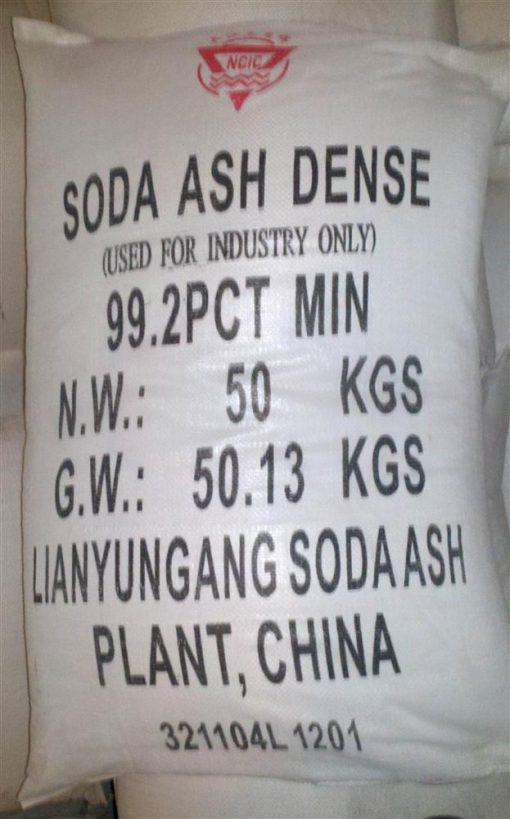 NCIC
SODA ASH DENSE
(USED FOR INDUSTRY ONLY)
99.2PCT MIN
N.W.: 50 KGS
G.W.: 50.13 KGS
LIANYUNGANG SODA ASH
PLANT, CHINA
321104L 1201